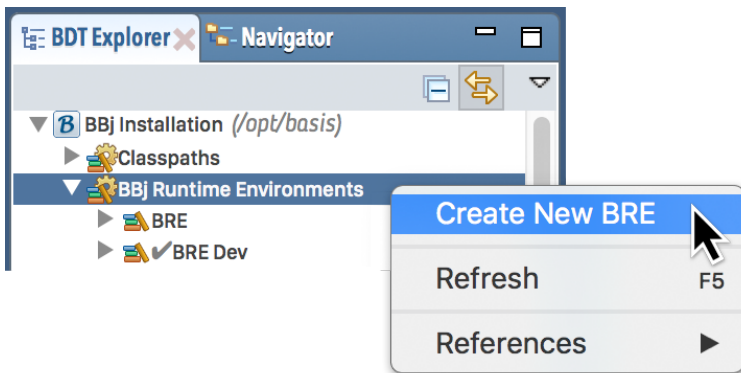 BDT Explorer Navigator
BBj Installation (/opt/basis)
Classpaths
BBj Runtime Environments
BRE
BRE Dev
Create New BRE
Refresh F5
References